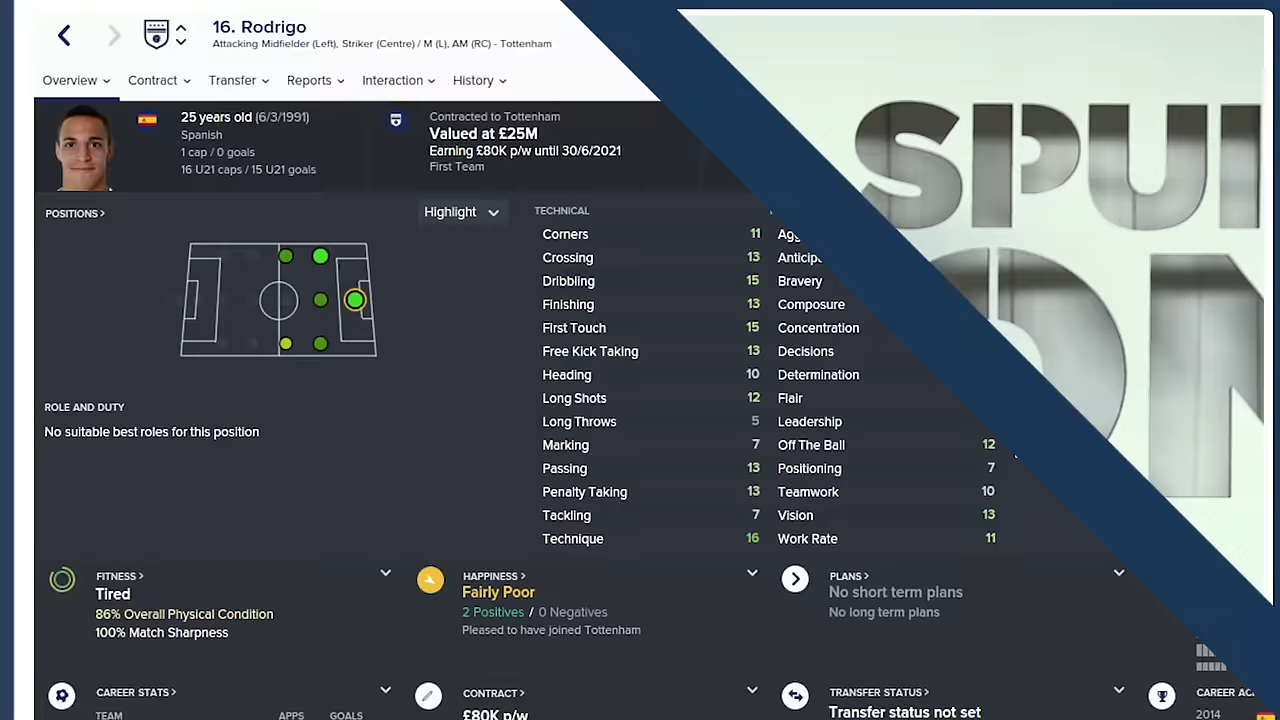 16. Rodrigo
Attacking Midfielder (Left), Striker (Centre) / M (L), AM (RC) - Tottenham
Overview
Contract
Transfer
Reports
Interaction
History
25 years old (6/3/1991)
Spanish
1 cap / 0 goals
16 U21 caps / 15 U21 goals
Contracted to Tottenham
Valued at £25M
Earning £80K p/w until 30/6/2021
First Team
POSITIONS >
Highlight
ROLE AND DUTY
No suitable best roles for this position
TECHNICAL
Corners 11
Crossing 13
Dribbling 15
Finishing 13
First Touch 15
Free Kick Taking 13
Heading 10
Long Shots 12
Long Throws 5
Marking 7
Passing 13
Penalty Taking 13
Tackling 7
Technique 16
Agg
Anticip
Bravery
Composure
Concentration
Decisions
Determination
Flair
Leadership
Off The Ball 12
Positioning 7
Teamwork 10
Vision 13
Work Rate 11
SPU
ON
FITNESS >
Tired
86% Overall Physical Condition
100% Match Sharpness
HAPPINESS >
Fairly Poor
2 Positives / 0 Negatives
Pleased to have joined Tottenham
PLANS >
No short term plans
No long term plans
CAREER STATS >
TEAM APPS GOALS
CONTRACT >
£80K p/w
TRANSFER STATUS >
Transfer status not set
CAREER AC
2014